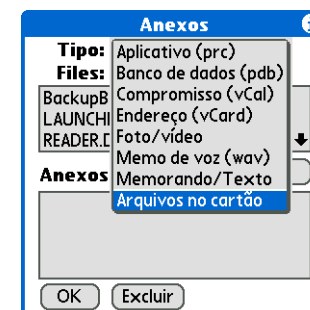 Anexos
Tipo:
Aplicativo (prc)
Files:
Banco de dados (pdb)
Compromisso (vCal)
Endereço (vCard)
Foto/vídeo
Memo de voz (wav)
Memorando/Texto
Arquivos no cartão
BackupB
LAUNCHI
READER.D
Anexos
OK
Excluir